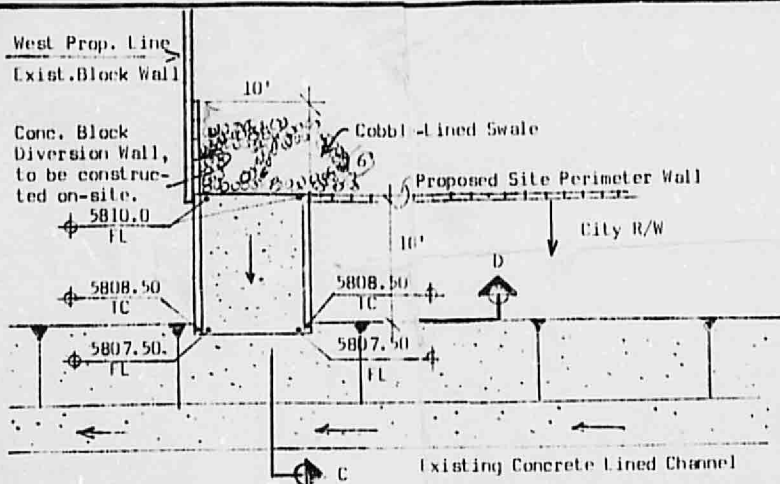 West Prop. Line
Exist.Block Wall
10'
Conc. Block
Diversion Wall,
to be construc-
ted on-site.
Cobbl -Lined Swale
6'
Proposed Site Perimeter Wall
5810.0
FL
City R/W
10'
D
5808.50
TC
5808.50
TC
5807.50.
FL
5807.50
FL
C
Existing Concrete Lined Channel